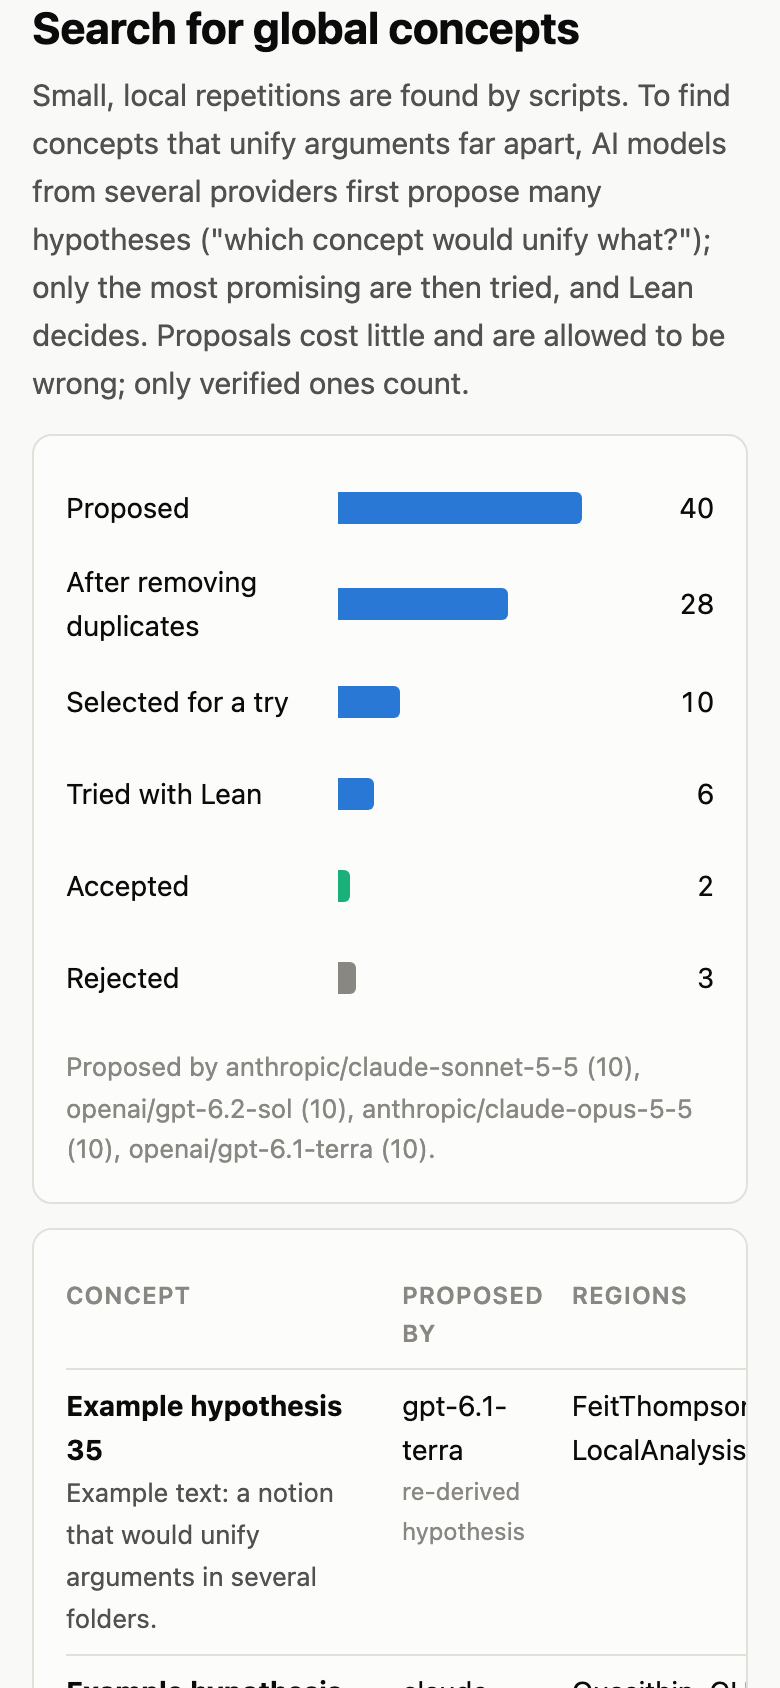 Search for global concepts
Small, local repetitions are found by scripts. To find
concepts that unify arguments far apart, AI models
from several providers first propose many
hypotheses ("which concept would unify what?");
only the most promising are then tried, and Lean
decides. Proposals cost little and are allowed to be
wrong; only verified ones count.
Proposed 40
After removing
duplicates 28
Selected for a try 10
Tried with Lean 6
Accepted 2
Rejected 3
Proposed by anthropic/claude-sonnet-5-5 (10),
openai/gpt-6.2-sol (10), anthropic/claude-opus-5-5
(10), openai/gpt-6.1-terra (10).
CONCEPT PROPOSED BY REGIONS
Example hypothesis
35
Example text: a notion
that would unify
arguments in several
folders.
gpt-6.1-
terra
re-derived
hypothesis
FeitThompson
LocalAnalysis
Example hypothesis